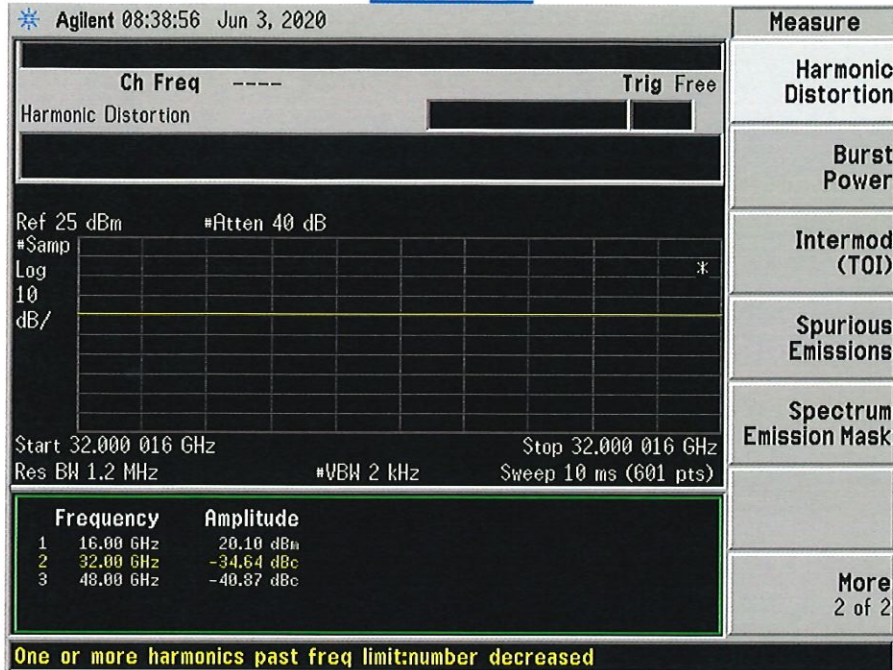 Agilent 08:38:56 Jun 3, 2020
Measure
Ch Freq ---- Trig Free
Harmonic Distortion
Ref 25 dBm #Atten 40 dB
#Samp
Log
10
dB/
*
Start 32.000 016 GHz Stop 32.000 016 GHz
Res BW 1.2 MHz #VBW 2 kHz Sweep 10 ms (601 pts)
Frequency Amplitude
1 16.00 GHz 20.10 dBm
2 32.00 GHz -34.64 dBc
3 48.00 GHz -40.87 dBc
One or more harmonics past freq limit:number decreased
Harmonic
Distortion
Burst
Power
Intermod
(TOI)
Spurious
Emissions
Spectrum
Emission Mask
More
2 of 2